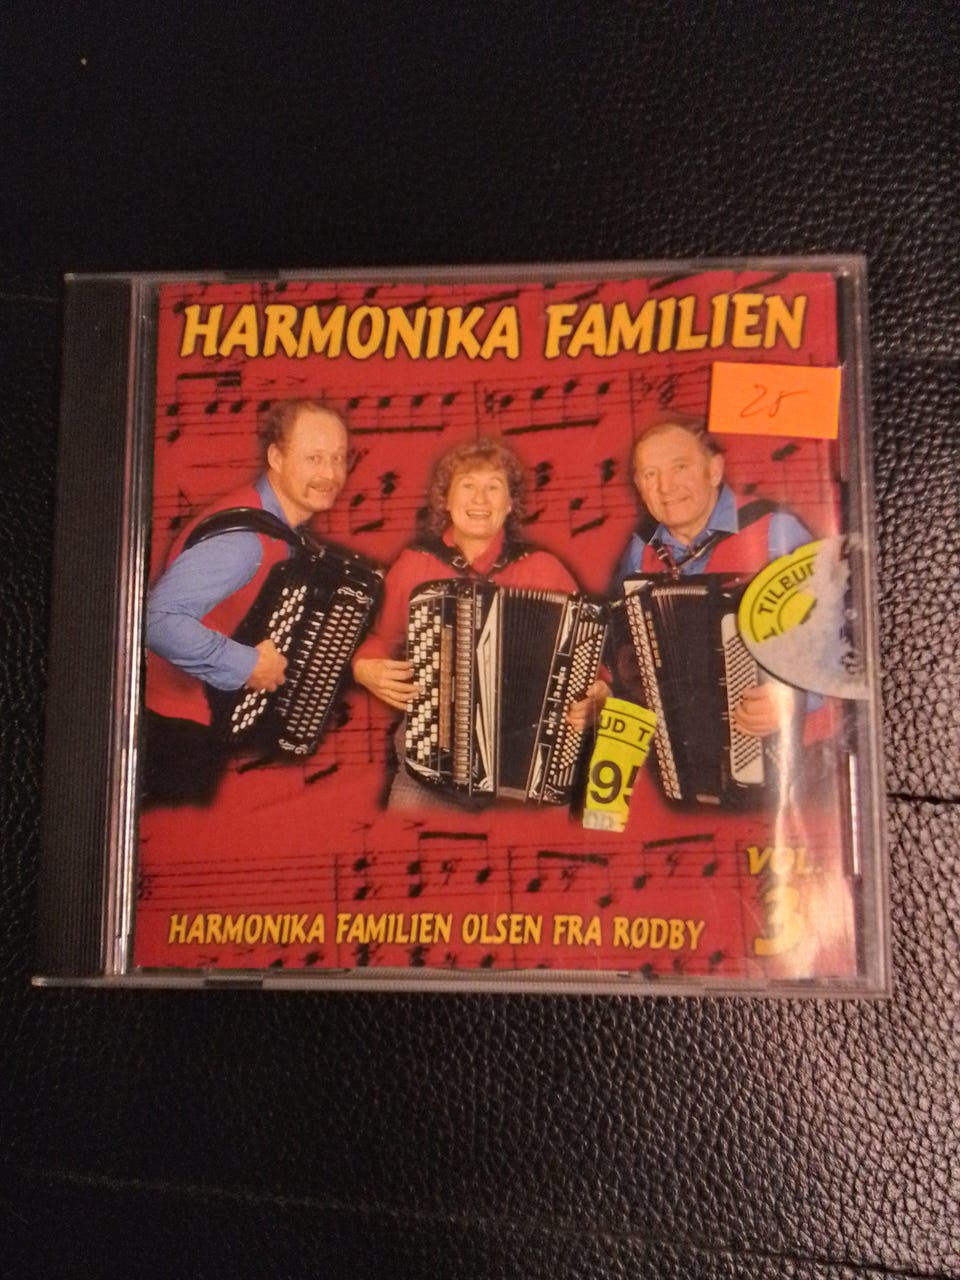 HARMONIKA FAMILIEN
25
TILBUD
UD T
95
VOL.
3
HARMONIKA FAMILIEN OLSEN FRA RØDBY